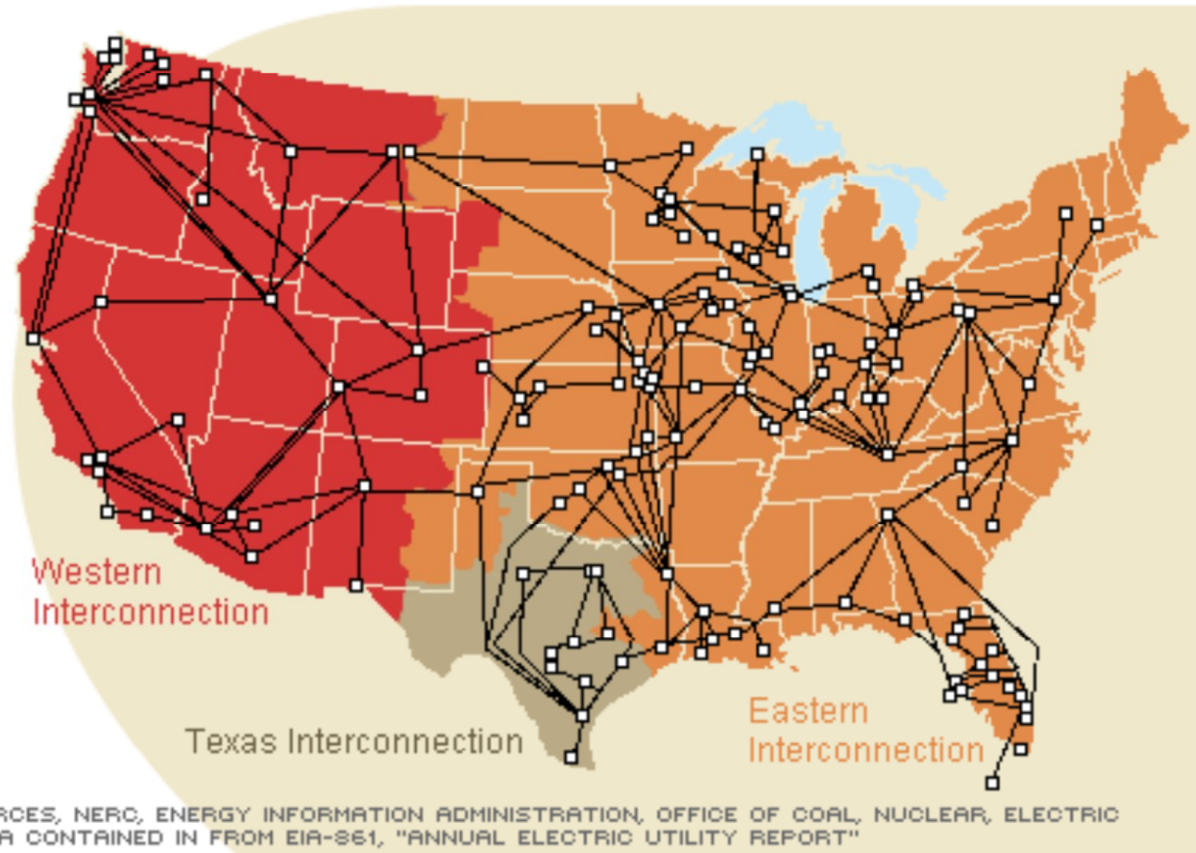 Western
Interconnection
Texas Interconnection
Eastern
Interconnection
RCES, NERC, ENERGY INFORMATION ADMINISTRATION, OFFICE OF COAL, NUCLEAR, ELECTRIC
A CONTAINED IN FROM EIA-861, "ANNUAL ELECTRIC UTILITY REPORT"